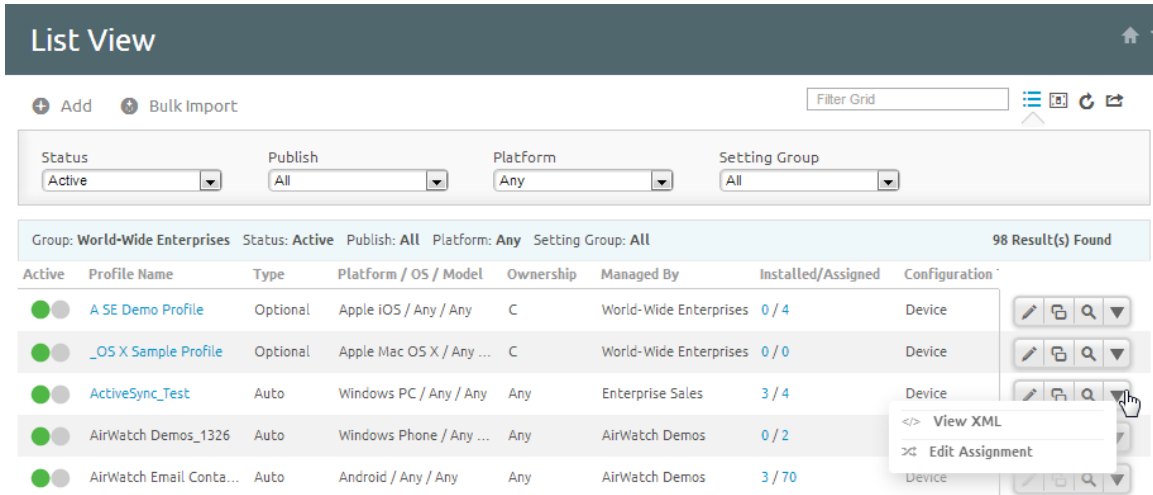 List View
Add Bulk Import Filter Grid
Status Publish Platform Setting Group
Active All Any All
Group: World-Wide Enterprises Status: Active Publish: All Platform: Any Setting Group: All 98 Result(s) Found
Active Profile Name Type Platform / OS / Model Ownership Managed By Installed/Assigned Configuration
A SE Demo Profile Optional Apple iOS / Any / Any C World-Wide Enterprises 0 / 4 Device
_OS X Sample Profile Optional Apple Mac OS X / Any ... C World-Wide Enterprises 0 / 0 Device
ActiveSync_Test Auto Windows PC / Any / Any Any Enterprise Sales 3 / 4 Device
View XML
AirWatch Demos_1326 Auto Windows Phone / Any ... Any AirWatch Demos 0 / 2
Edit Assignment
AirWatch Email Conta... Auto Android / Any / Any Any AirWatch Demos 3 / 70 Device